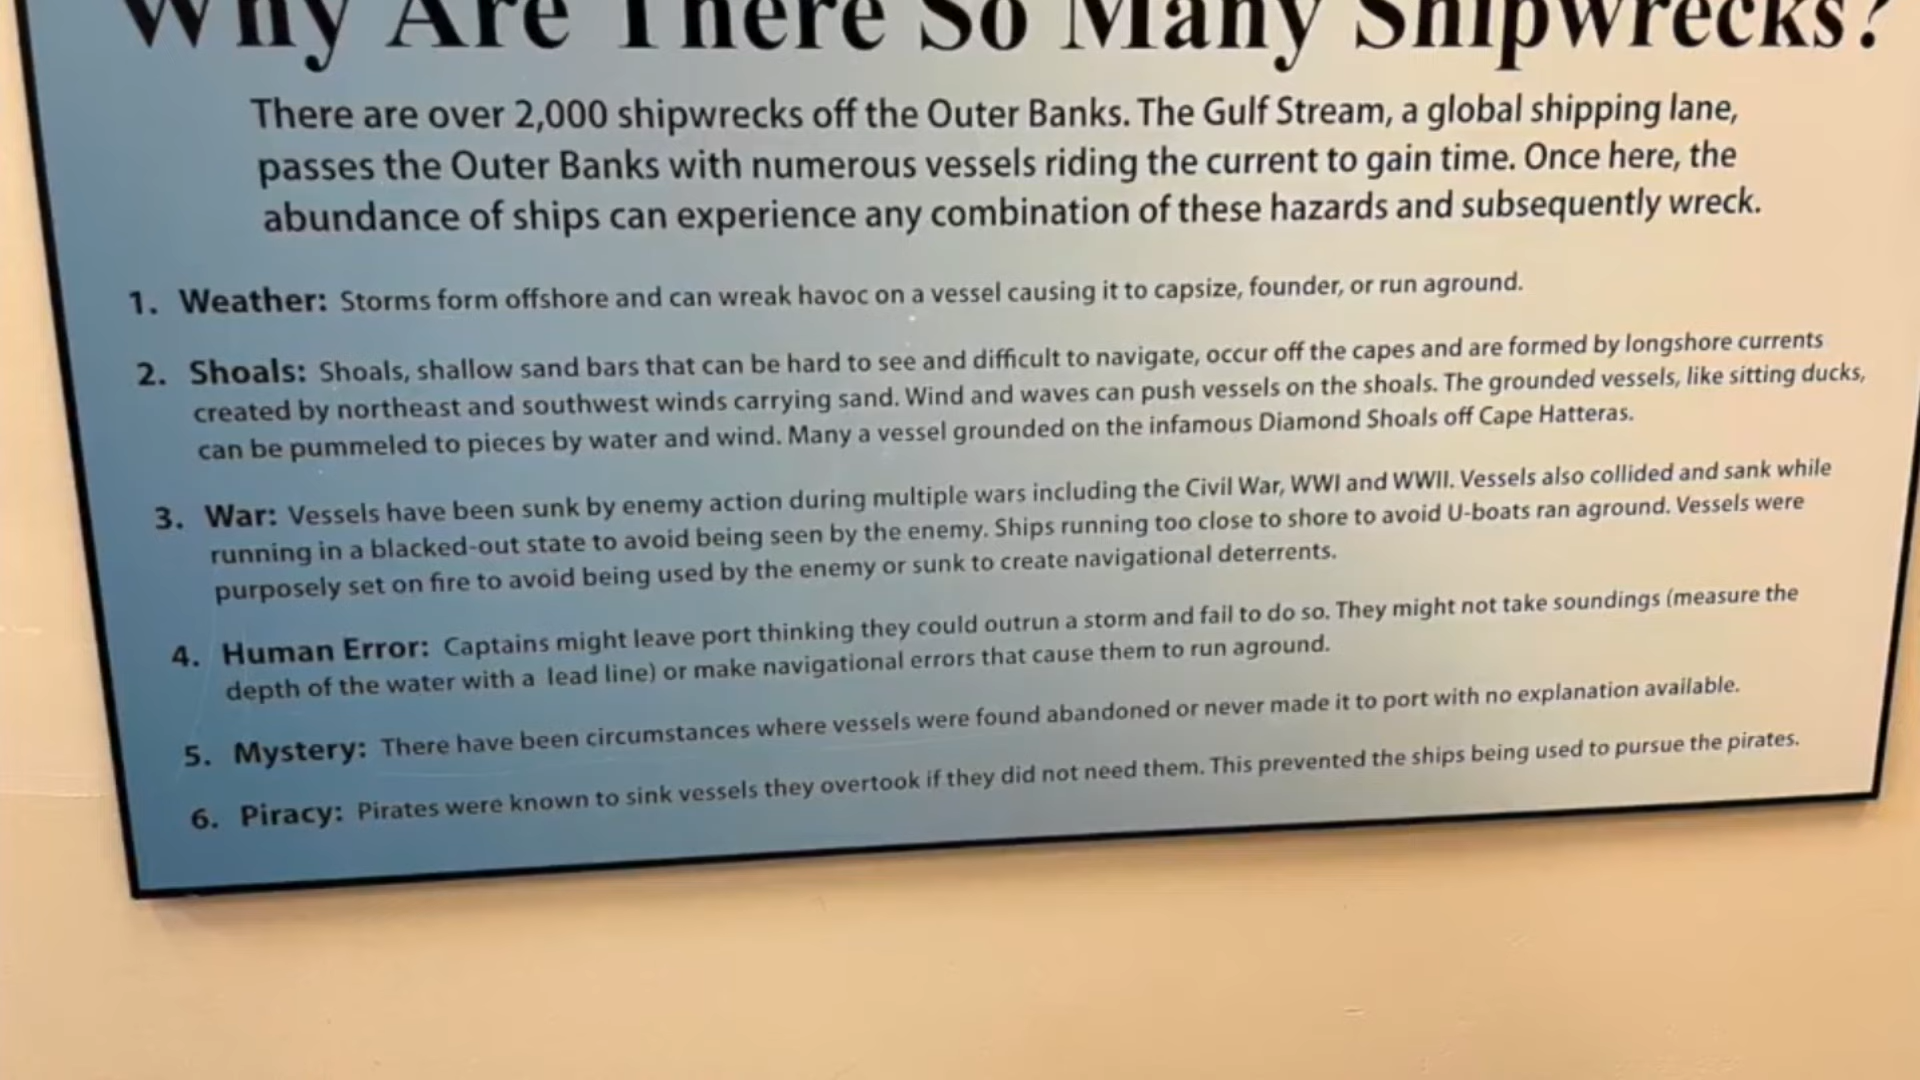 Why Are There So Many Shipwrecks?
There are over 2,000 shipwrecks off the Outer Banks. The Gulf Stream, a global shipping lane,
passes the Outer Banks with numerous vessels riding the current to gain time. Once here, the
abundance of ships can experience any combination of these hazards and subsequently wreck.
1. Weather: Storms form offshore and can wreak havoc on a vessel causing it to capsize, founder, or run aground.
2. Shoals: Shoals, shallow sand bars that can be hard to see and difficult to navigate, occur off the capes and are formed by longshore currents
created by northeast and southwest winds carrying sand. Wind and waves can push vessels on the shoals. The grounded vessels, like sitting ducks,
can be pummeled to pieces by water and wind. Many a vessel grounded on the infamous Diamond Shoals off Cape Hatteras.
3. War: Vessels have been sunk by enemy action during multiple wars including the Civil War, WWI and WWII. Vessels also collided and sank while
running in a blacked-out state to avoid being seen by the enemy. Ships running too close to shore to avoid U-boats ran aground. Vessels were
purposely set on fire to avoid being used by the enemy or sunk to create navigational deterrents.
4. Human Error: Captains might leave port thinking they could outrun a storm and fail to do so. They might not take soundings (measure the
depth of the water with a lead line) or make navigational errors that cause them to run aground.
5. Mystery: There have been circumstances where vessels were found abandoned or never made it to port with no explanation available.
6. Piracy: Pirates were known to sink vessels they overtook if they did not need them. This prevented the ships being used to pursue the pirates.